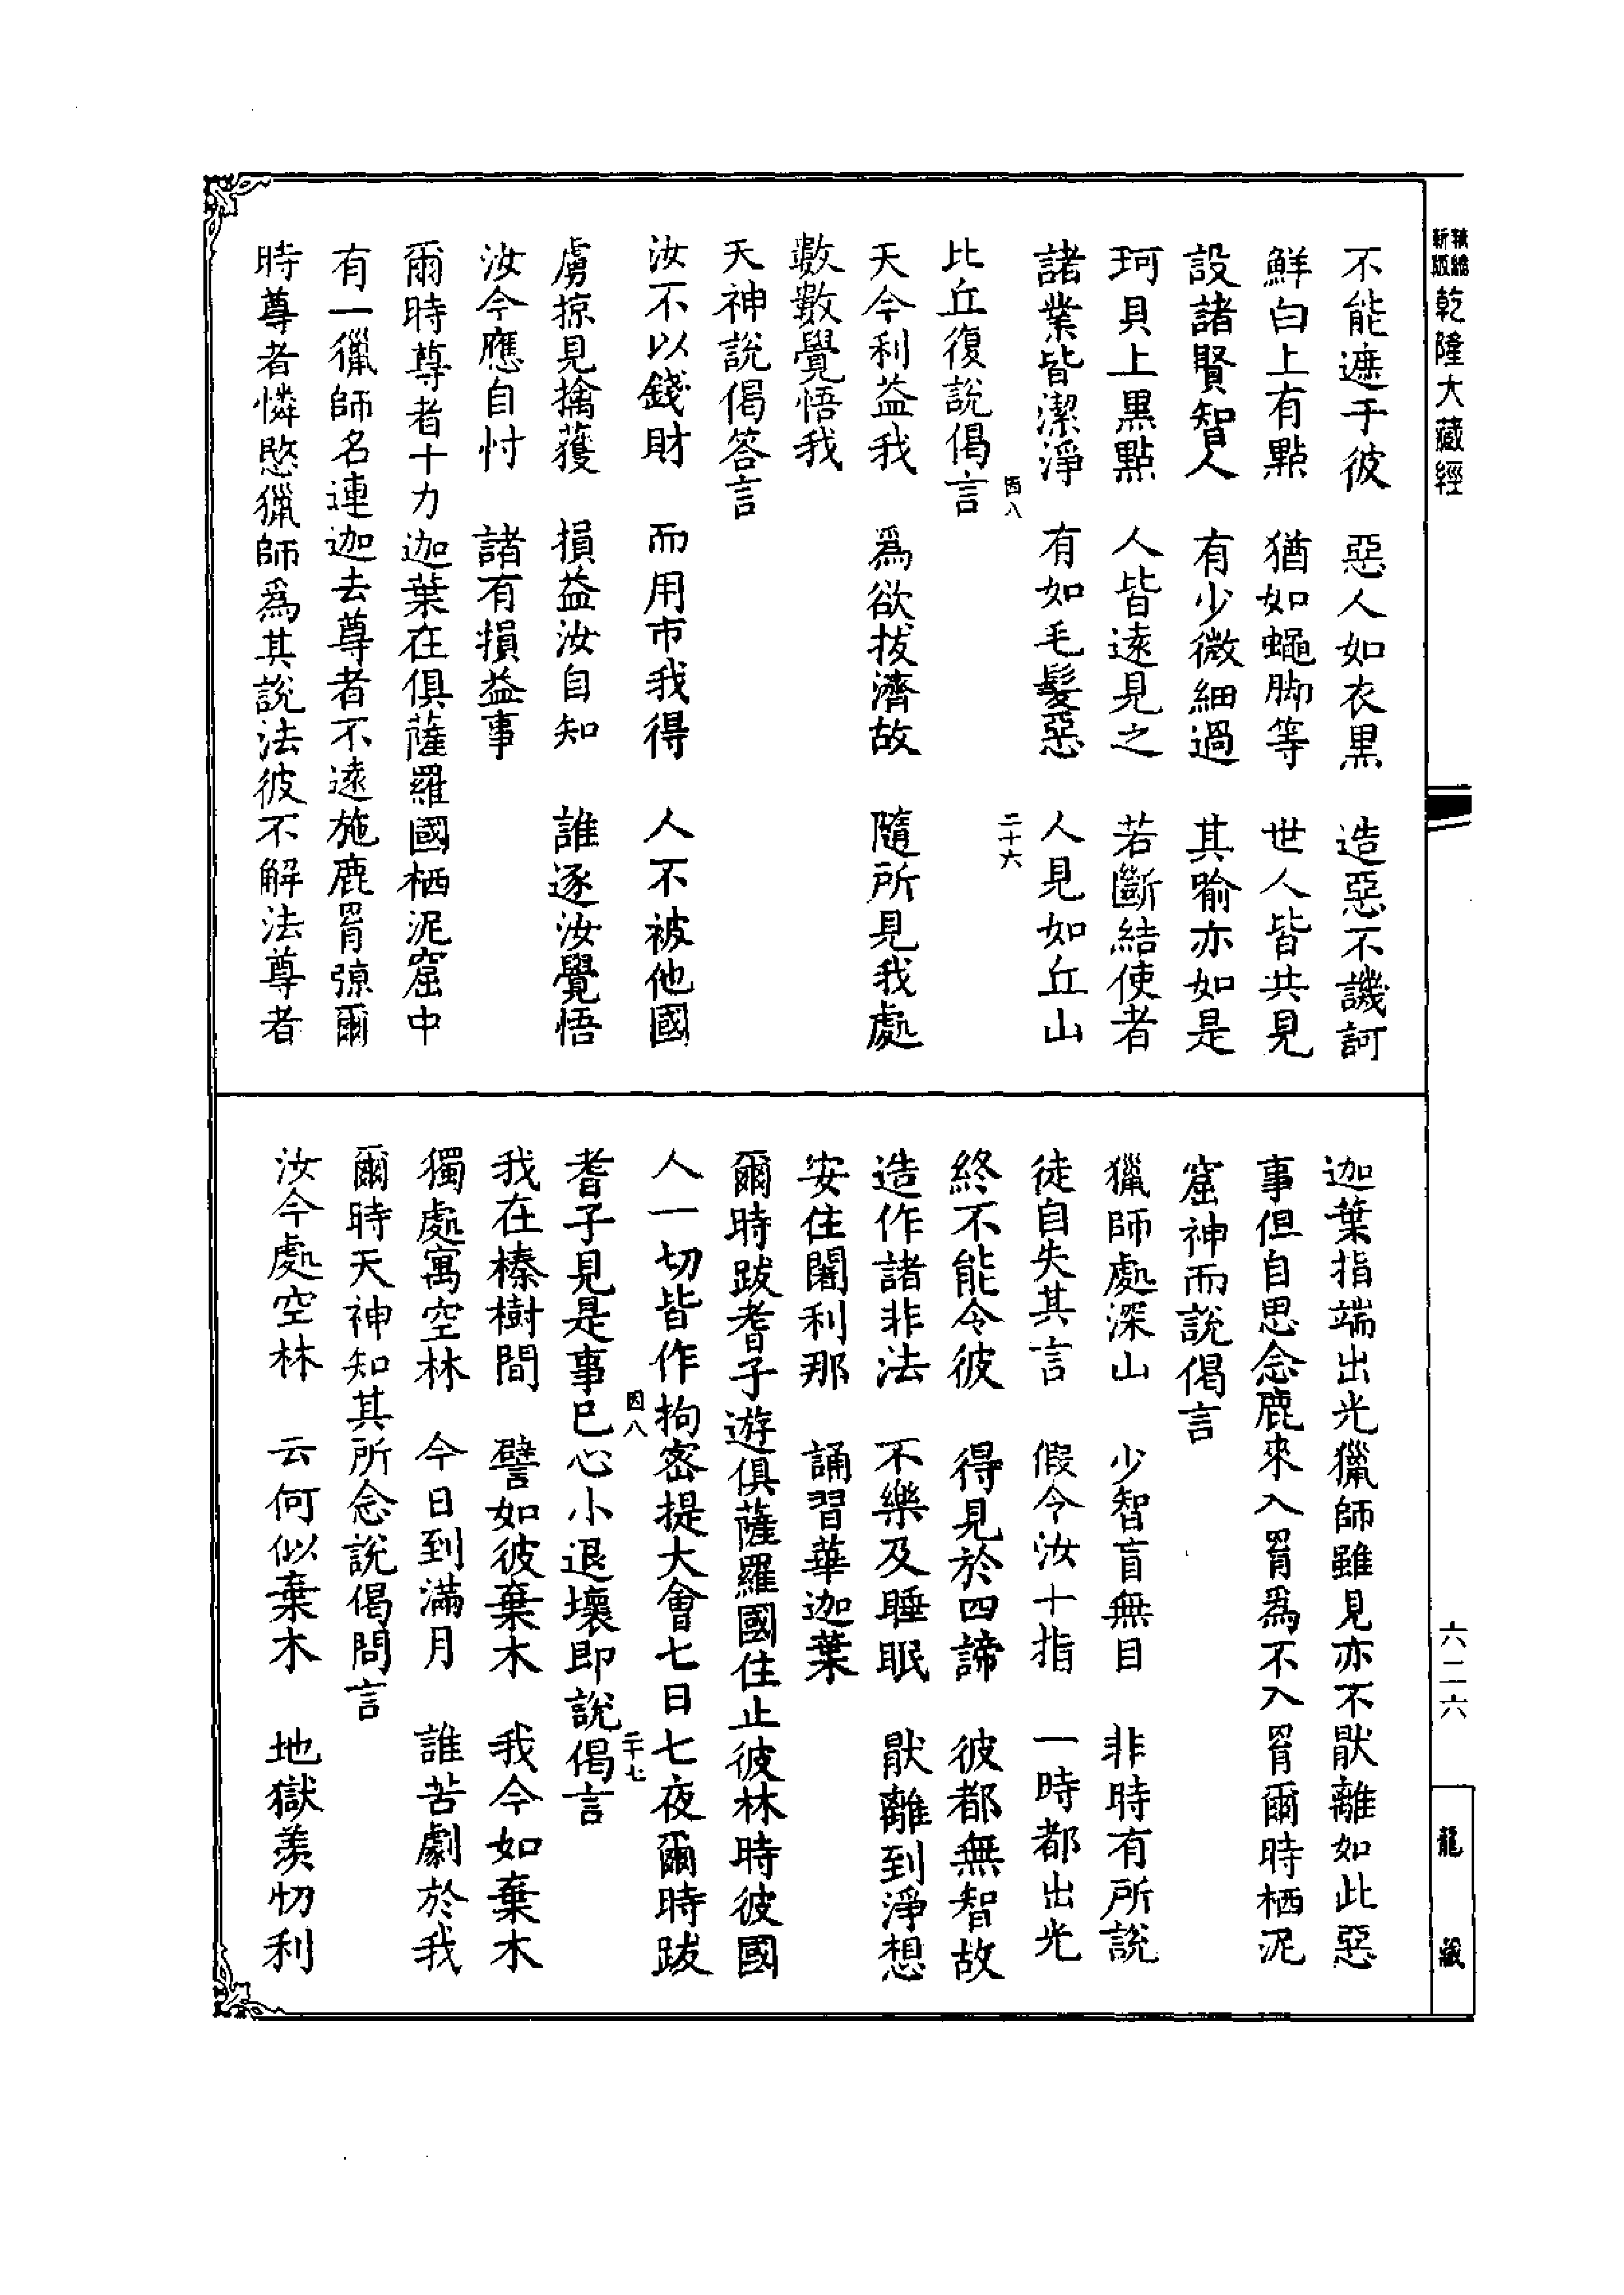 乾隆大藏經
不能遮于彼　惡人如衣黑　造惡不譏訶
鮮白上有點　猶如蠅脚等　世人皆共見
設諸賢智人　有少微細過　其喻亦如是
珂貝上黑點　人皆遠見之　若斷結使者
諸業皆潔淨　有如毛髮惡　人見如丘山
因八　二十六
比丘復說偈言
天今利益我　爲欲拔濟故　隨所見我處
數數覺悟我
天神說偈答言
汝不以錢財　而用市我得　人不被他國
虜掠見擒獲　損益汝自知　誰逐汝覺悟
汝今應自忖　諸有損益事
爾時尊者十力迦葉在俱薩羅國栖泥窟中
有一獵師名連迦去尊者不遠施鹿罥弶爾
時尊者憐愍獵師爲其說法彼不解法尊者
迦葉指端出光獵師雖見亦不猒離如此惡
事但自思念鹿來入罥爲不入罥爾時栖泥
窟神而說偈言
獵師處深山　少智盲無目　非時有所說
徒自失其言　假令汝十指　一時都出光
終不能令彼　得見於四諦　彼都無智故
造作諸非法　不樂及睡眠　猒離到淨想
安住闍利那　誦習華迦葉
爾時跋耆子遊俱薩羅國住止彼林時彼國
人一切皆作拘密提大會七日七夜爾時跋
因八　二十七
耆子見是事已心小退壞即說偈言
我在榛樹間　譬如彼棄木　我今如棄木
獨處寓空林　今日到滿月　誰苦劇於我
爾時天神知其所念說偈問言
汝今處空林　云何似棄木　地獄羨忉利
六二六
龍藏